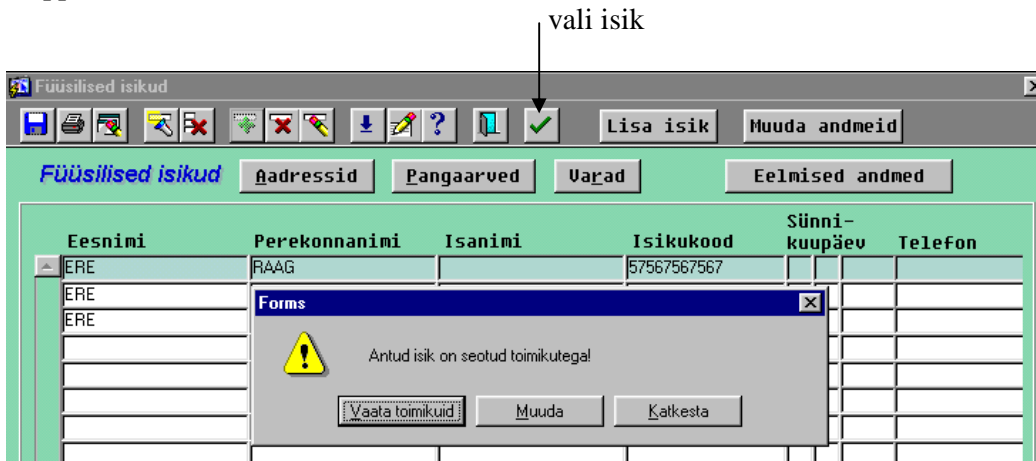 vali isik
Füüsilised isikud
Lisa isik Muuda andmeid
Füüsilised isikud Aadressid Pangaarved Varad Eelmised andmed
Eesnimi Perekonnanimi Isanimi Isikukood Sünni-kuupäev Telefon
ERE RAAG 57567567567
ERE
ERE
Forms
Antud isik on seotud toimikutega!
Vaata toimikuid Muuda Katkesta